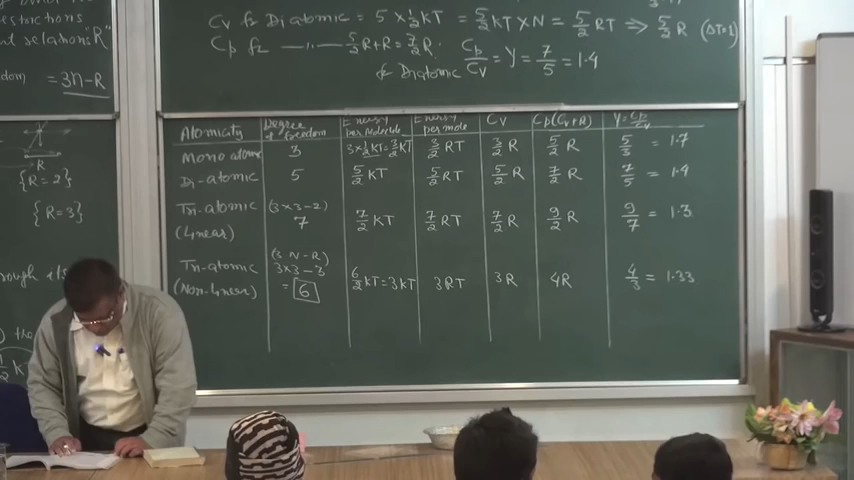 estrictions
t relations "R"
dom = 3N-R
R
{R=2}
{R=3}
rough
Cv for Diatomic = 5 × 1/2 KT = 5/2 KT × N = 5/2 RT ⇒ 5/2 R (ΔT=1)
Cp for —..— 5/2 R+R = 7/2 R.
for Diatomic Cp/Cv = γ = 7/5 = 1.4
Atomicity Degree of freedom Energy per molecule Energy per mole Cv Cp(Cv+R) γ = Cp/Cv
Mono atomic 3 3×1/2KT=3/2KT 3/2 RT 3/2 R 5/2 R 5/3 = 1.7
Di-atomic 5 5/2 KT 5/2 RT 5/2 R 7/2 R 7/5 = 1.4
Tri-atomic (3×3-2)
(Linear) 7 7/2 KT 7/2 RT 7/2 R 9/2 R 9/7 = 1.3
(3N-R)
Tri-atomic 3×3-3
(Non-linear) = 6 6/2 KT=3KT 3RT 3R 4R 4/3 = 1.33